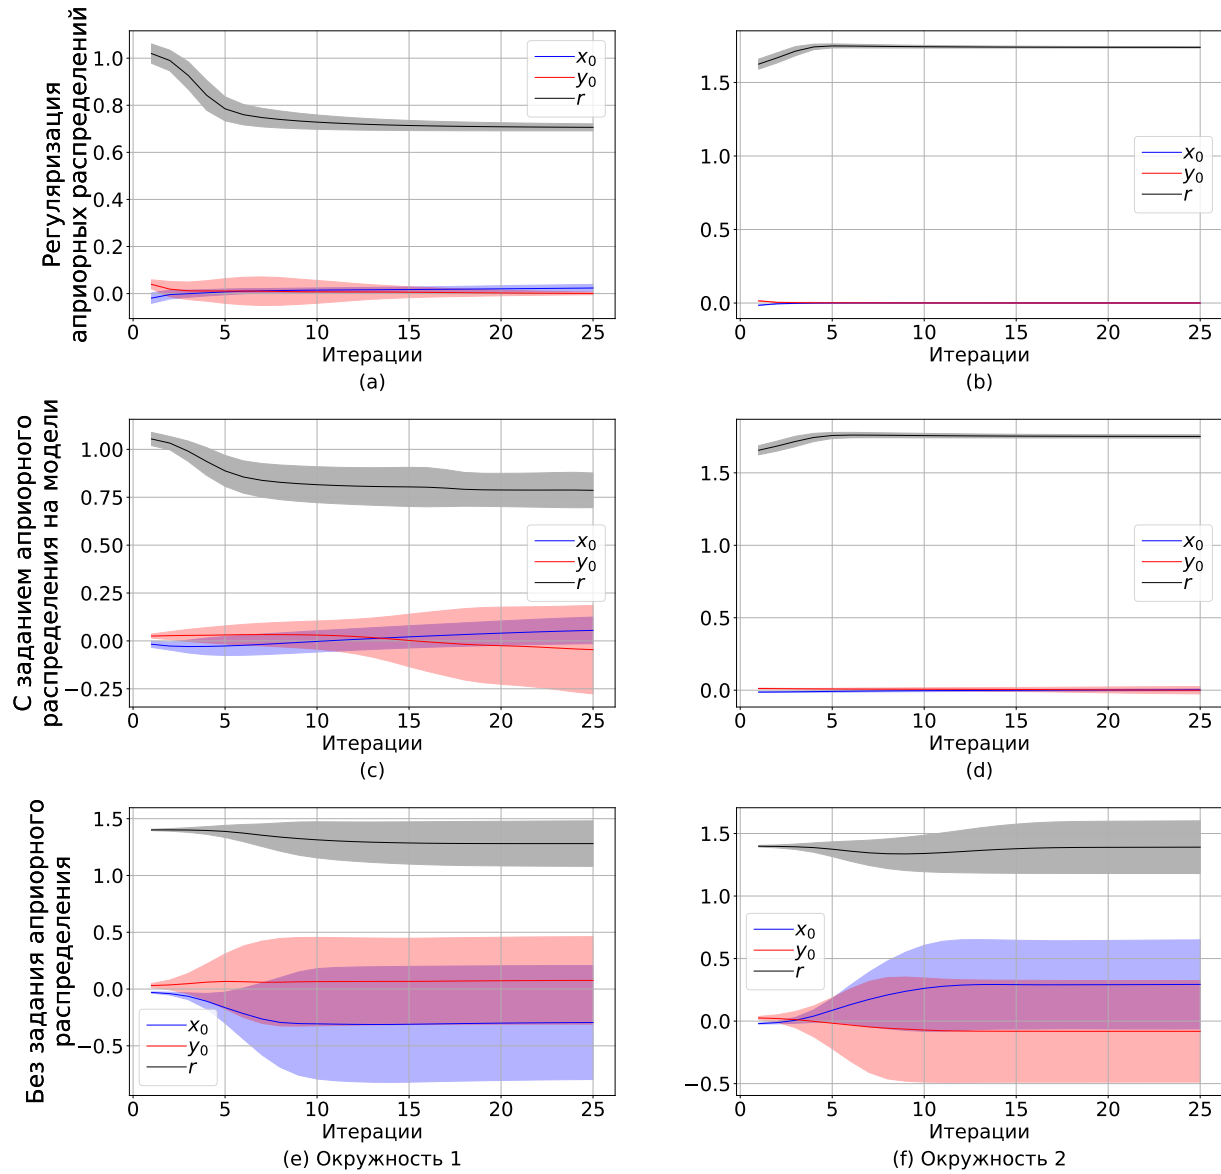 Регуляризация
априорных распределений
1.0
0.8
0.6
0.4
0.2
0.0
x₀
y₀
r
0 5 10 15 20 25
Итерации
(a)
1.5
1.0
0.5
0.0
x₀
y₀
r
0 5 10 15 20 25
Итерации
(b)
С заданием априорного
распределения на модели
1.00
0.75
0.50
0.25
0.00
−0.25
x₀
y₀
r
0 5 10 15 20 25
Итерации
(c)
1.5
1.0
0.5
0.0
x₀
y₀
r
0 5 10 15 20 25
Итерации
(d)
Без задания априорного
распределения
1.5
1.0
0.5
0.0
−0.5
x₀
y₀
r
0 5 10 15 20 25
Итерации
(e) Окружность 1
1.5
1.0
0.5
0.0
−0.5
x₀
y₀
r
0 5 10 15 20 25
Итерации
(f) Окружность 2